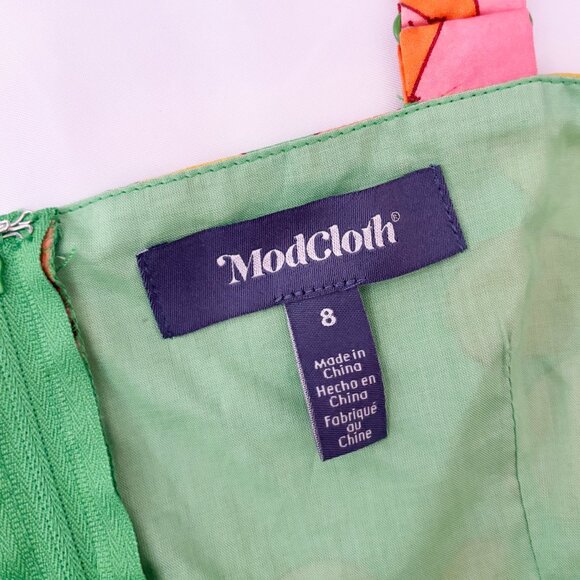 ModCloth®
8
Made in
China
Hecho en
China
Fabriqué
au
Chine